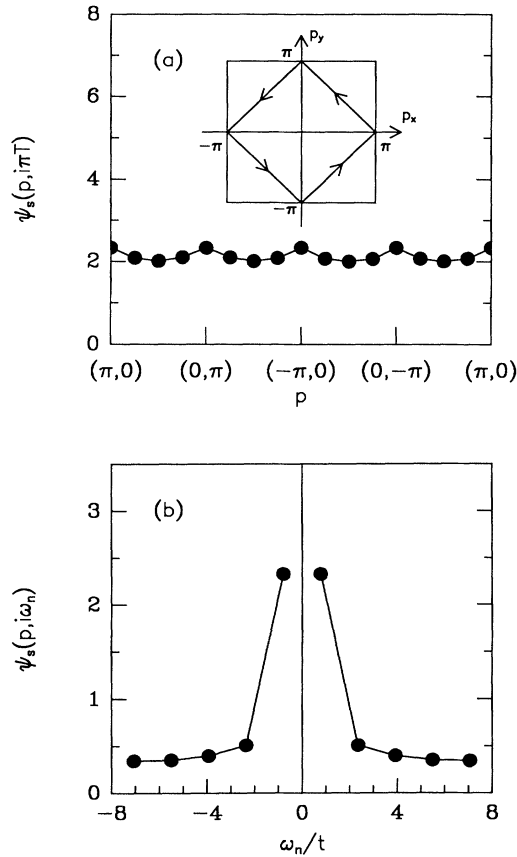 8
(a)
π
p_y
6
p_x
−π
π
ψ_s(p,iπT)
4
−π
2
0
(π,0) (0,π) (−π,0) (0,−π) (π,0)
p
3
(b)
ψ_s(p,iω_n)
2
1
0
−8 −4 0 4 8
ω_n/t